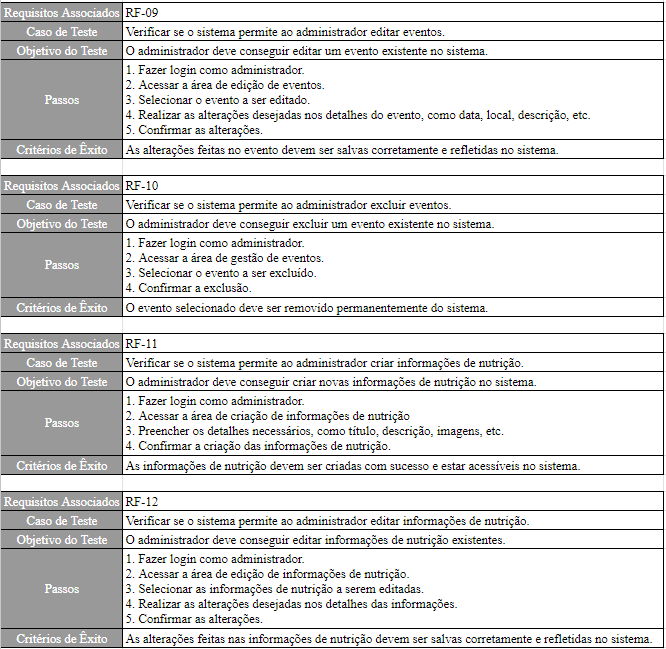 Requisitos Associados RF-09
Caso de Teste Verificar se o sistema permite ao administrador editar eventos.
Objetivo do Teste O administrador deve conseguir editar um evento existente no sistema.
Passos
1. Fazer login como administrador.
2. Acessar a área de edição de eventos.
3. Selecionar o evento a ser editado.
4. Realizar as alterações desejadas nos detalhes do evento, como data, local, descrição, etc.
5. Confirmar as alterações.
Critérios de Êxito As alterações feitas no evento devem ser salvas corretamente e refletidas no sistema.
Requisitos Associados RF-10
Caso de Teste Verificar se o sistema permite ao administrador excluir eventos.
Objetivo do Teste O administrador deve conseguir excluir um evento existente no sistema.
Passos
1. Fazer login como administrador.
2. Acessar a área de gestão de eventos.
3. Selecionar o evento a ser excluído.
4. Confirmar a exclusão.
Critérios de Êxito O evento selecionado deve ser removido permanentemente do sistema.
Requisitos Associados RF-11
Caso de Teste Verificar se o sistema permite ao administrador criar informações de nutrição.
Objetivo do Teste O administrador deve conseguir criar novas informações de nutrição no sistema.
Passos
1. Fazer login como administrador.
2. Acessar a área de criação de informações de nutrição
3. Preencher os detalhes necessários, como título, descrição, imagens, etc.
4. Confirmar a criação das informações de nutrição.
Critérios de Êxito As informações de nutrição devem ser criadas com sucesso e estar acessíveis no sistema.
Requisitos Associados RF-12
Caso de Teste Verificar se o sistema permite ao administrador editar informações de nutrição.
Objetivo do Teste O administrador deve conseguir editar informações de nutrição existentes.
Passos
1. Fazer login como administrador.
2. Acessar a área de edição de informações de nutrição.
3. Selecionar as informações de nutrição a serem editadas.
4. Realizar as alterações desejadas nos detalhes das informações.
5. Confirmar as alterações.
Critérios de Êxito As alterações feitas nas informações de nutrição devem ser salvas corretamente e refletidas no sistema.